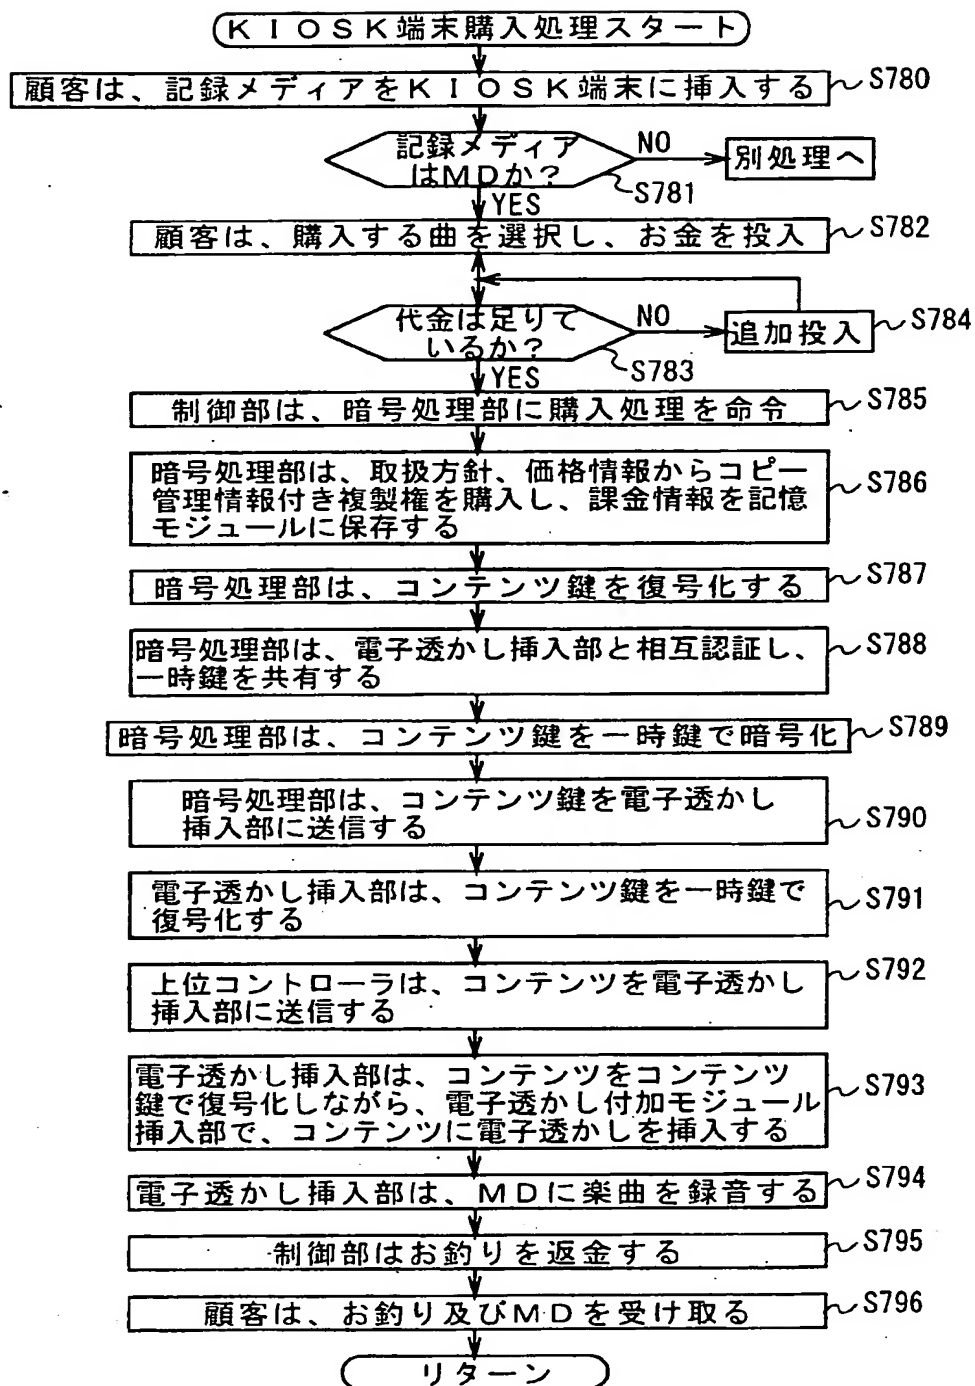 KIOSK端末購入処理スタート
顧客は、記録メディアをKIOSK端末に挿入する
S780
記録メディア
はMDか?
NO
別処理へ
S781
YES
顧客は、購入する曲を選択し、お金を投入
S782
代金は足りて
いるか?
NO
追加投入
S784
S783
YES
制御部は、暗号処理部に購入処理を命令
S785
暗号処理部は、取扱方針、価格情報からコピー
管理情報付き複製権を購入し、課金情報を記憶
モジュールに保存する
S786
暗号処理部は、コンテンツ鍵を復号化する
S787
暗号処理部は、電子透かし挿入部と相互認証し、
一時鍵を共有する
S788
暗号処理部は、コンテンツ鍵を一時鍵で暗号化
S789
暗号処理部は、コンテンツ鍵を電子透かし
挿入部に送信する
S790
電子透かし挿入部は、コンテンツ鍵を一時鍵で
復号化する
S791
上位コントローラは、コンテンツを電子透かし
挿入部に送信する
S792
電子透かし挿入部は、コンテンツをコンテンツ
鍵で復号化しながら、電子透かし付加モジュール
挿入部で、コンテンツに電子透かしを挿入する
S793
電子透かし挿入部は、MDに楽曲を録音する
S794
制御部はお釣りを返金する
S795
顧客は、お釣り及びMDを受け取る
S796
リターン